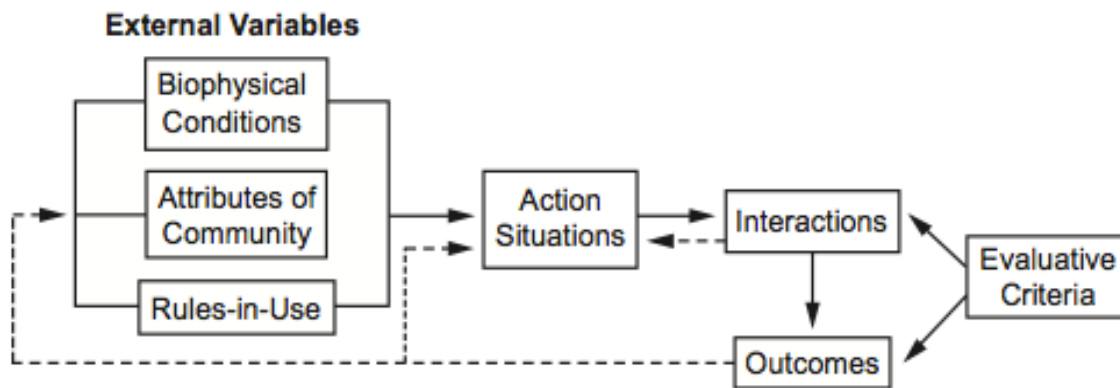 External Variables
Biophysical
Conditions
Attributes of
Community
Rules-in-Use
Action
Situations
Interactions
Outcomes
Evaluative
Criteria